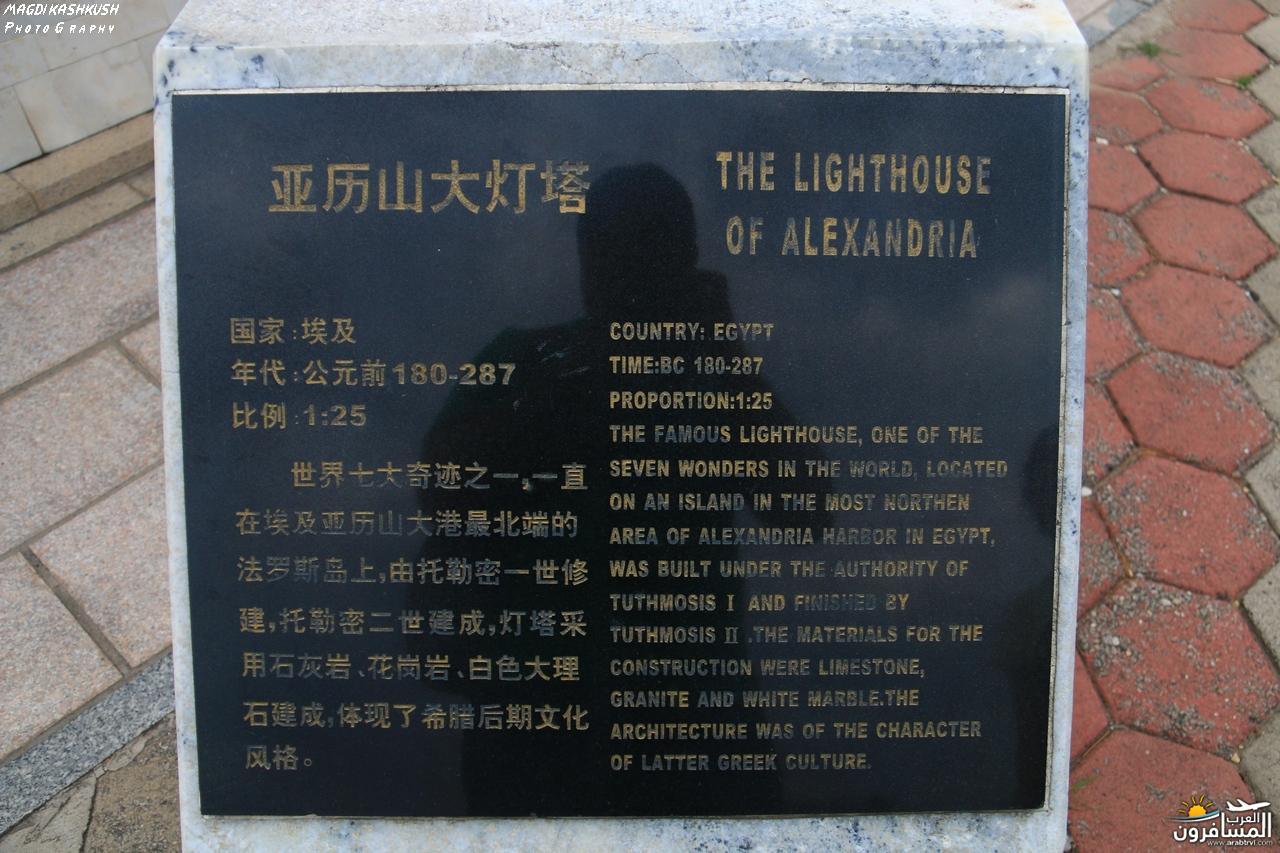 MAGDI KASHKUSH
PHOTOGRAPHY
亚历山大灯塔
国家:埃及
年代:公元前180-287
比例:1:25
世界七大奇迹之一,一直
在埃及亚历山大港最北端的
法罗斯岛上,由托勒密一世修
建,托勒密二世建成,灯塔采
用石灰岩、花岗岩、白色大理
石建成,体现了希腊后期文化
风格。
THE LIGHTHOUSE
OF ALEXANDRIA
COUNTRY: EGYPT
TIME:BC 180-287
PROPORTION:1:25
THE FAMOUS LIGHTHOUSE, ONE OF THE
SEVEN WONDERS IN THE WORLD, LOCATED
ON AN ISLAND IN THE MOST NORTHEN
AREA OF ALEXANDRIA HARBOR IN EGYPT,
WAS BUILT UNDER THE AUTHORITY OF
TUTHMOSIS I AND FINISHED BY
TUTHMOSIS II .THE MATERIALS FOR THE
CONSTRUCTION WERE LIMESTONE,
GRANITE AND WHITE MARBLE.THE
ARCHITECTURE WAS OF THE CHARACTER
OF LATTER GREEK CULTURE.
العرب
المسافرون
www.arabtrvl.com